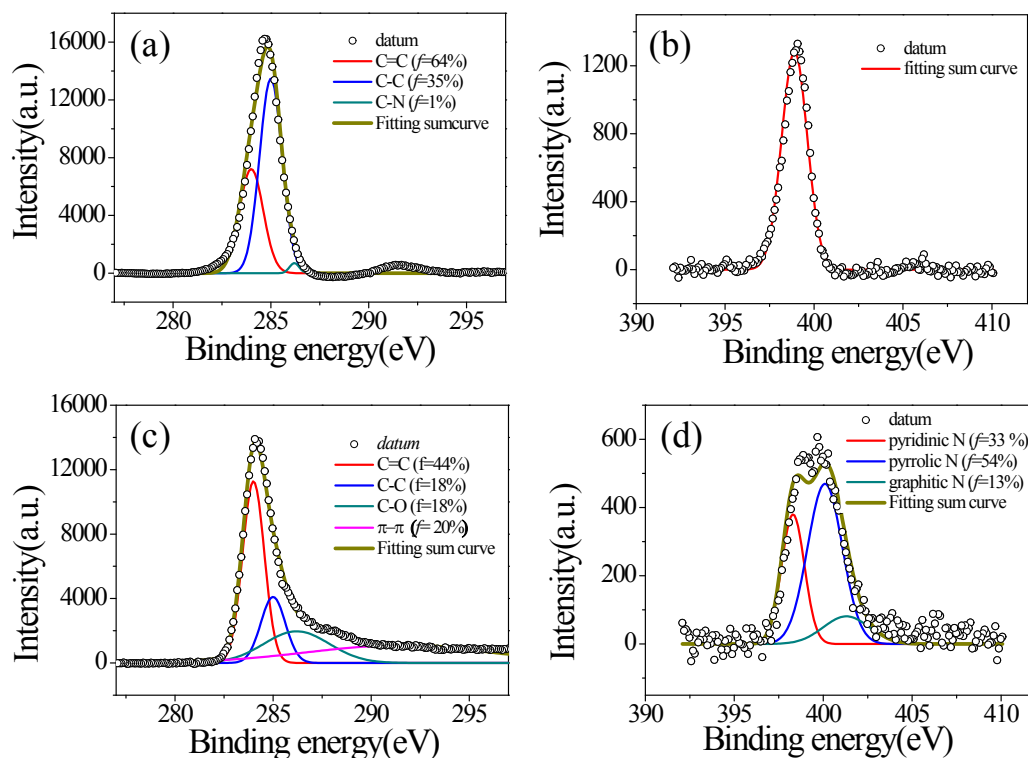 (a)
datum
C=C (f=64%)
C-C (f=35%)
C-N (f=1%)
Fitting sumcurve
Intensity(a.u.)
16000
12000
8000
4000
0
280 285 290 295
Binding energy(eV)
(b)
datum
fitting sum curve
Intensity(a.u.)
1200
900
600
300
0
390 395 400 405 410
Binding energy(eV)
(c)
datum
C=C (f=44%)
C-C (f=18%)
C-O (f=18%)
π-π (f= 20%)
Fitting sum curve
Intensity(a.u.)
16000
12000
8000
4000
0
280 285 290 295
Binding energy(eV)
(d)
datum
pyridinic N (f=33 %)
pyrrolic N (f=54%)
graphitic N (f=13%)
Fitting sum curve
Intensity(a.u.)
600
400
200
0
390 395 400 405 410
Binding energy(eV)